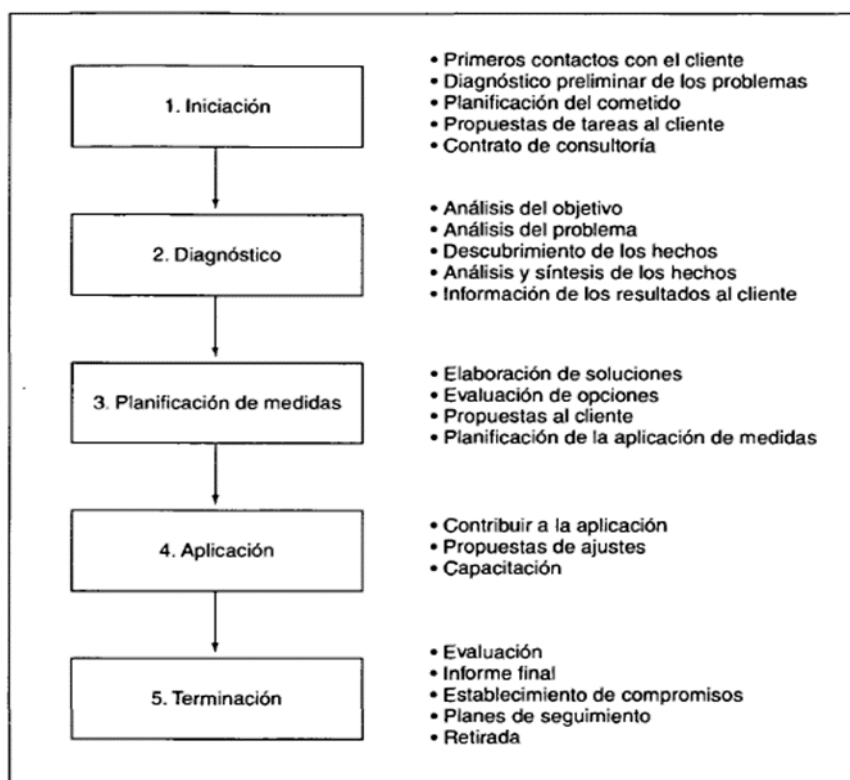 1. Iniciación
• Primeros contactos con el cliente
• Diagnóstico preliminar de los problemas
• Planificación del cometido
• Propuestas de tareas al cliente
• Contrato de consultoría
2. Diagnóstico
• Análisis del objetivo
• Análisis del problema
• Descubrimiento de los hechos
• Análisis y síntesis de los hechos
• Información de los resultados al cliente
3. Planificación de medidas
• Elaboración de soluciones
• Evaluación de opciones
• Propuestas al cliente
• Planificación de la aplicación de medidas
4. Aplicación
• Contribuir a la aplicación
• Propuestas de ajustes
• Capacitación
5. Terminación
• Evaluación
• Informe final
• Establecimiento de compromisos
• Planes de seguimiento
• Retirada